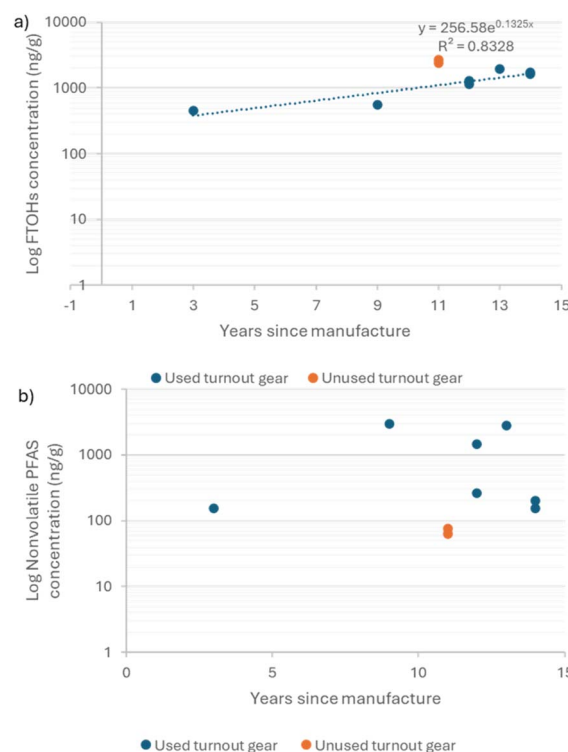 a)
y = 256.58e^0.1325x
R² = 0.8328
Log FTOHs concentration (ng/g)
10000
1000
100
10
1
-1 1 3 5 7 9 11 13 15
Years since manufacture
Used turnout gear Unused turnout gear
b)
Log Nonvolatile PFAS
concentration (ng/g)
10000
1000
100
10
1
0 5 10 15
Years since manufacture
Used turnout gear Unused turnout gear